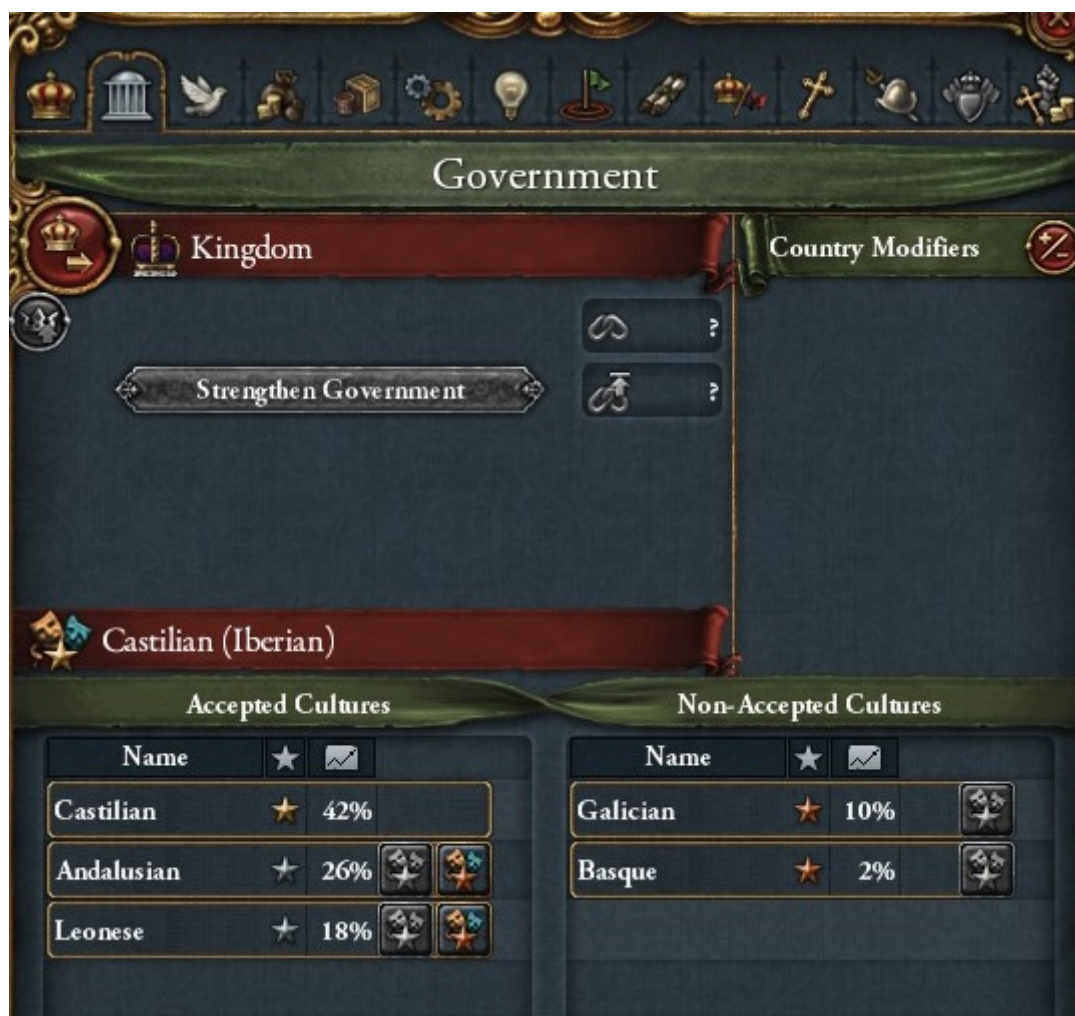 Government
Kingdom
Country Modifiers
?
Strengthen Government
?
Castilian (Iberian)
Accepted Cultures
Non-Accepted Cultures
Name
Name
Castilian 42%
Galician 10%
Andalusian 26%
Basque 2%
Leonese 18%